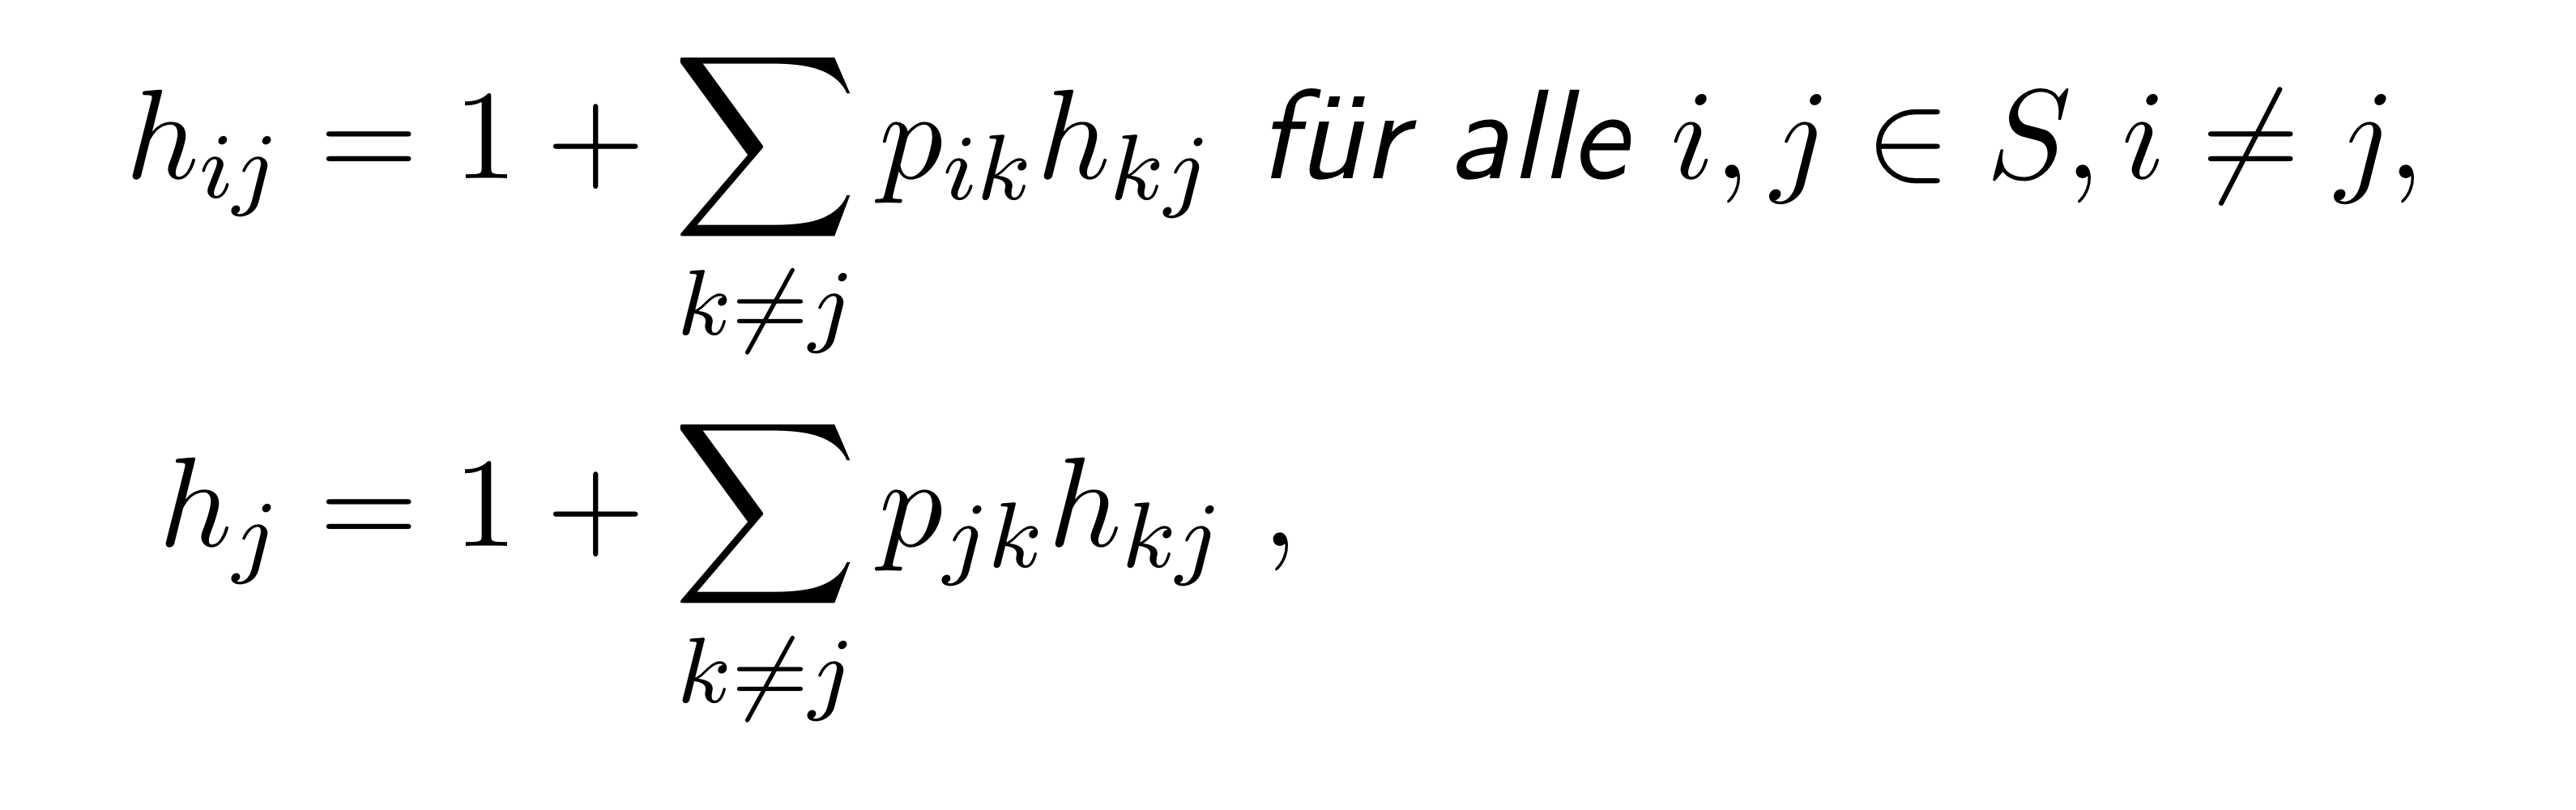 h_{ij} = 1 + \sum_{k \neq j} p_{ik} h_{kj} für alle i, j \in S, i \neq j,
h_j = 1 + \sum_{k \neq j} p_{jk} h_{kj} ,